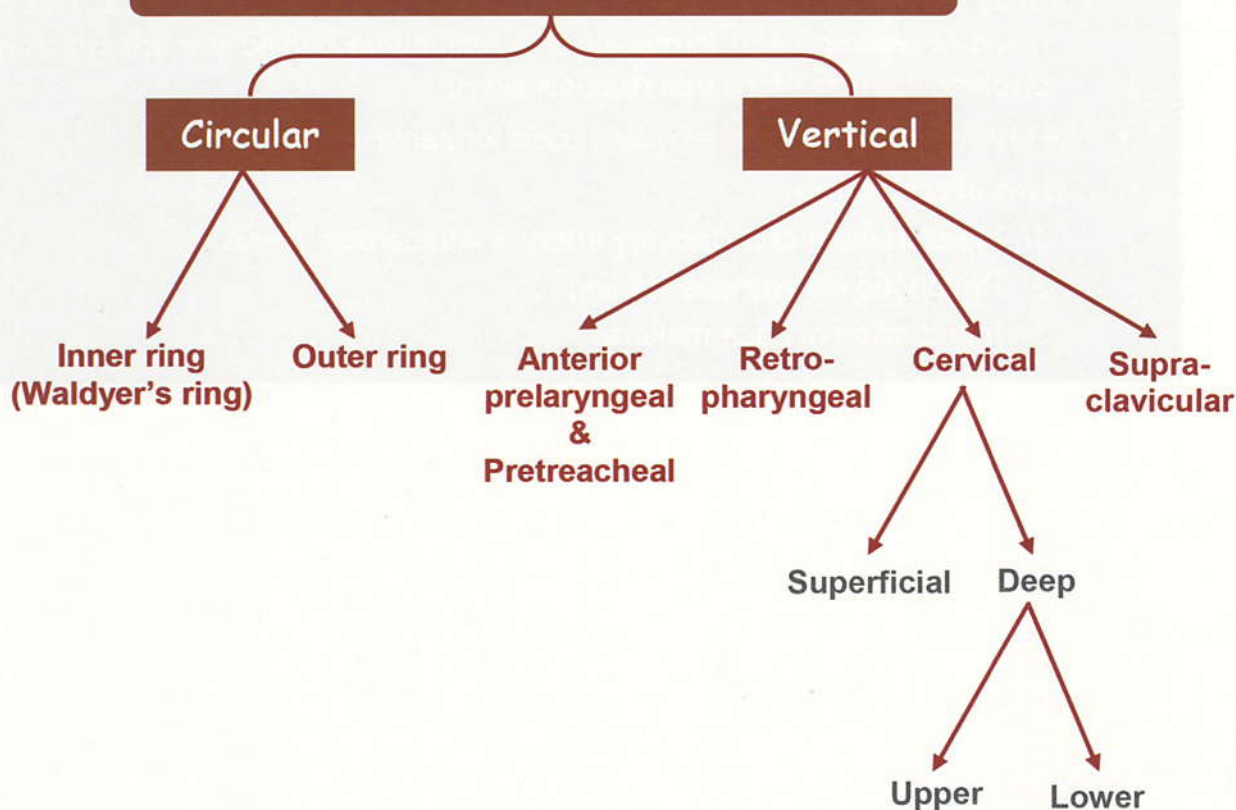 Circular
Vertical
Inner ring
(Waldyer's ring)
Outer ring
Anterior
prelaryngeal
&
Pretreacheal
Retro-
pharyngeal
Cervical
Supra-
clavicular
Superficial
Deep
Upper
Lower